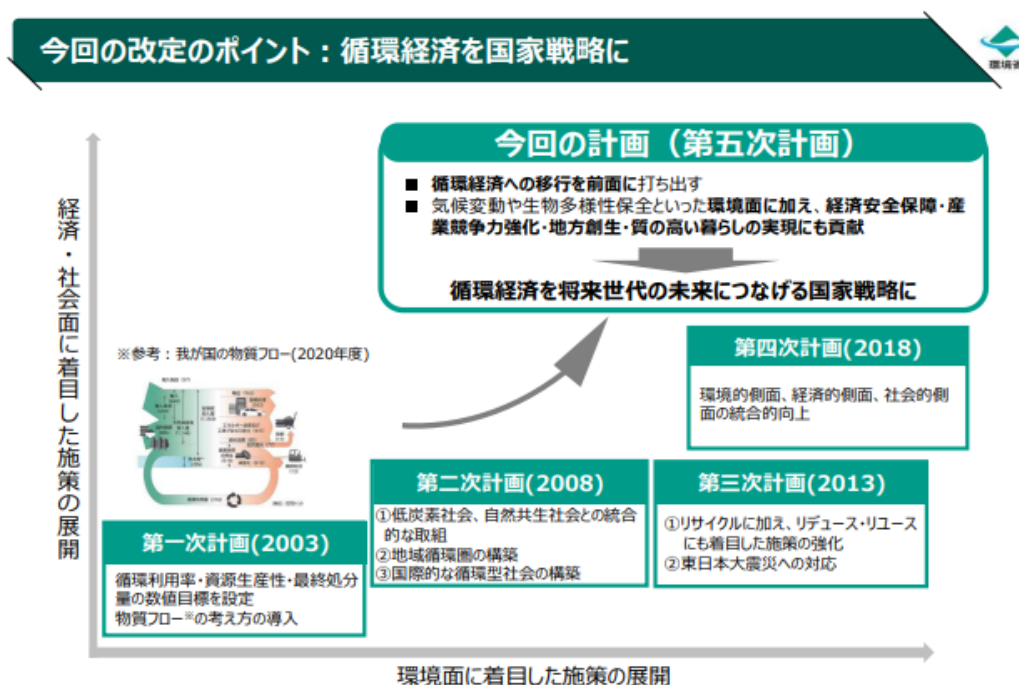 今回の改定のポイント：循環経済を国家戦略に
環境省
経済・社会面に着目した施策の展開
今回の計画（第五次計画）
■ 循環経済への移行を前面に打ち出す
■ 気候変動や生物多様性保全といった環境面に加え、経済安全保障・産
業競争力強化・地方創生・質の高い暮らしの実現にも貢献
循環経済を将来世代の未来につなげる国家戦略に
※参考：我が国の物質フロー(2020年度)
第四次計画(2018)
環境的側面、経済的側面、社会的側
面の統合的向上
第二次計画(2008)
①低炭素社会、自然共生社会との統合
的な取組
②地域循環圏の構築
③国際的な循環型社会の構築
第三次計画(2013)
①リサイクルに加え、リデュース・リユース
にも着目した施策の強化
②東日本大震災への対応
第一次計画(2003)
循環利用率・資源生産性・最終処分
量の数値目標を設定
物質フロー※の考え方の導入
環境面に着目した施策の展開